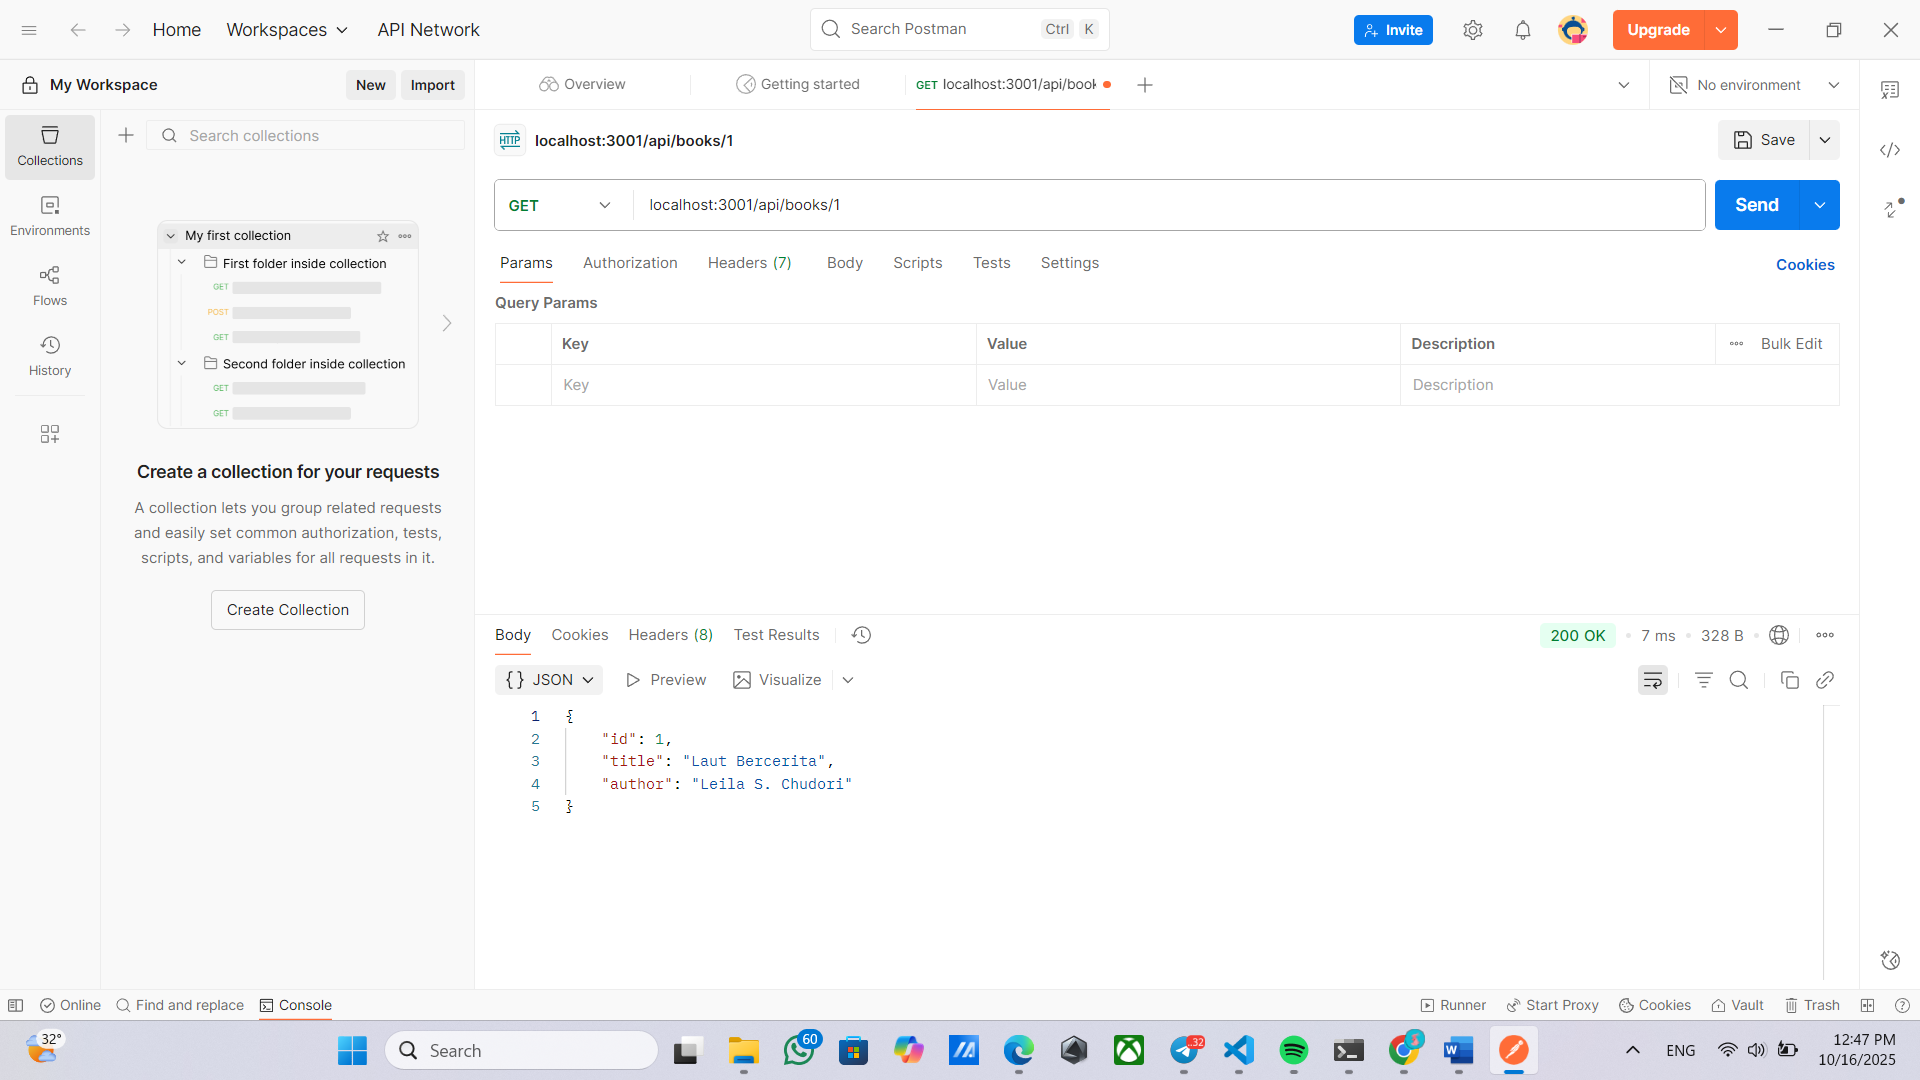 Home Workspaces API Network Search Postman Ctrl K Invite Upgrade
My Workspace New Import
Overview Getting started GET localhost:3001/api/book No environment
Collections
Environments
Flows
History
Search collections
My first collection
First folder inside collection
GET
POST
GET
Second folder inside collection
GET
GET
Create a collection for your requests
A collection lets you group related requests
and easily set common authorization, tests,
scripts, and variables for all requests in it.
Create Collection
HTTP localhost:3001/api/books/1 Save
GET localhost:3001/api/books/1 Send
Params Authorization Headers (7) Body Scripts Tests Settings Cookies
Query Params
Key Value Description Bulk Edit
Key Value Description
Body Cookies Headers (8) Test Results 200 OK 7 ms 328 B
{} JSON Preview Visualize
1 {
2 "id": 1,
3 "title": "Laut Bercerita",
4 "author": "Leila S. Chudori"
5 }
Online Find and replace Console Runner Start Proxy Cookies Vault Trash
32° Search 60 .32 ENG 12:47 PM
10/16/2025